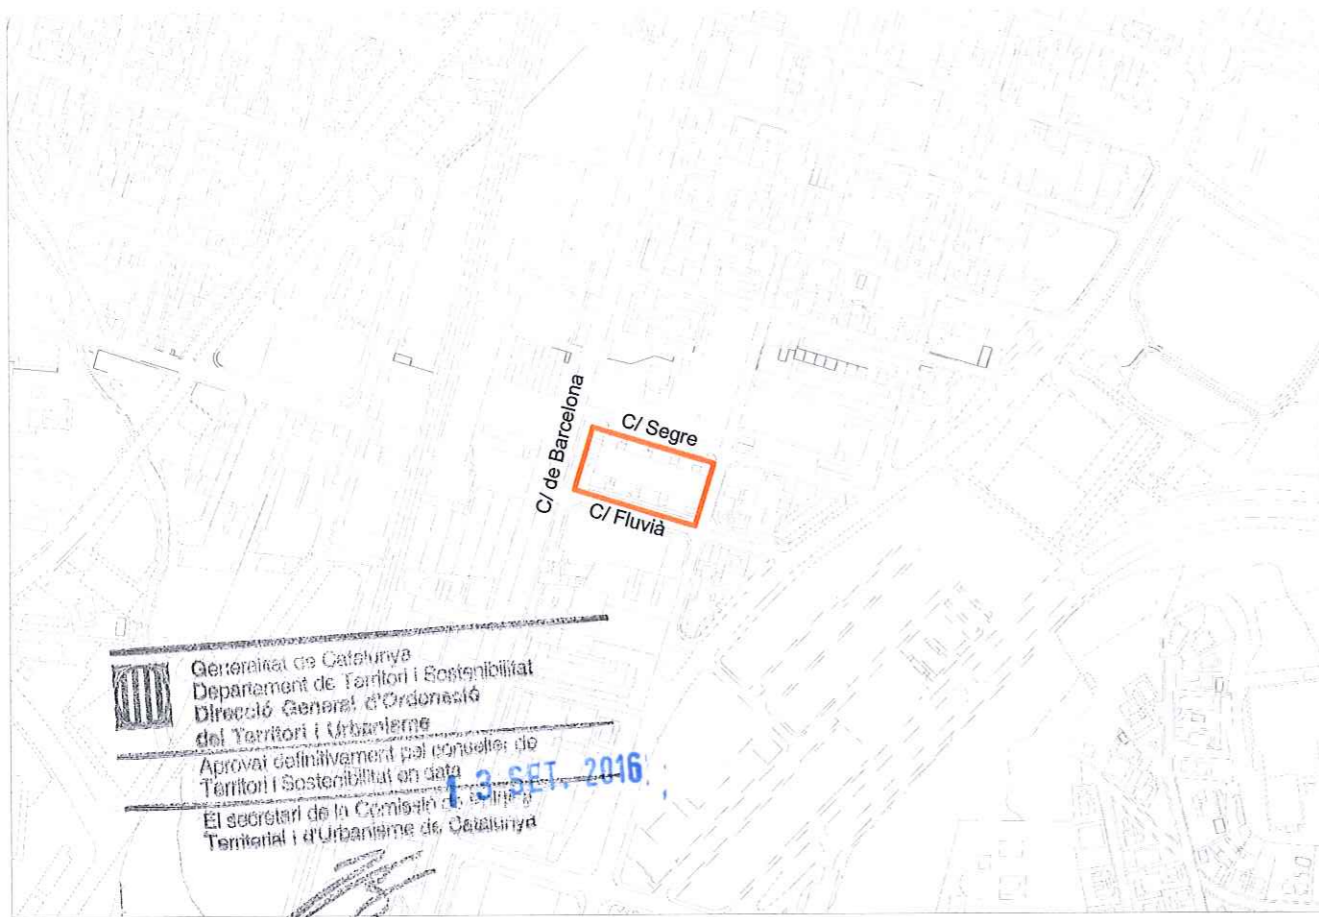 C/ de Barcelona
C/ Segre
C/ Fluvià
Generalitat de Catalunya
Departament de Territori i Sostenibilitat
Direcció General d'Ordenació
del Territori i Urbanisme
Aprovat definitivament pel conseller de
Territori i Sostenibilitat en data
13 SET. 2016
El secretari de la Comissió de
Territorial i d'Urbanisme de Catalunya